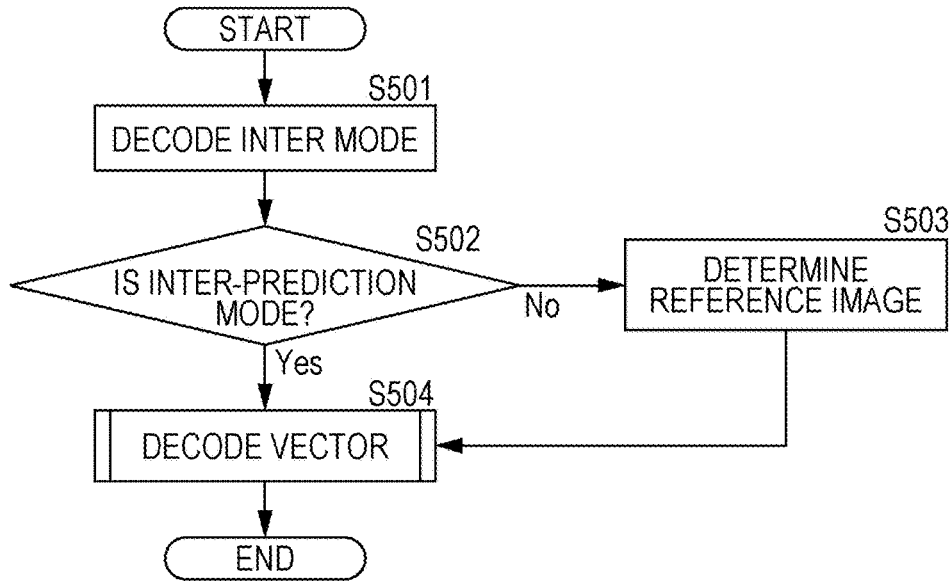 START
S501
DECODE INTER MODE
S502
IS INTER-PREDICTION
MODE?
No
Yes
S503
DETERMINE
REFERENCE IMAGE
S504
DECODE VECTOR
END